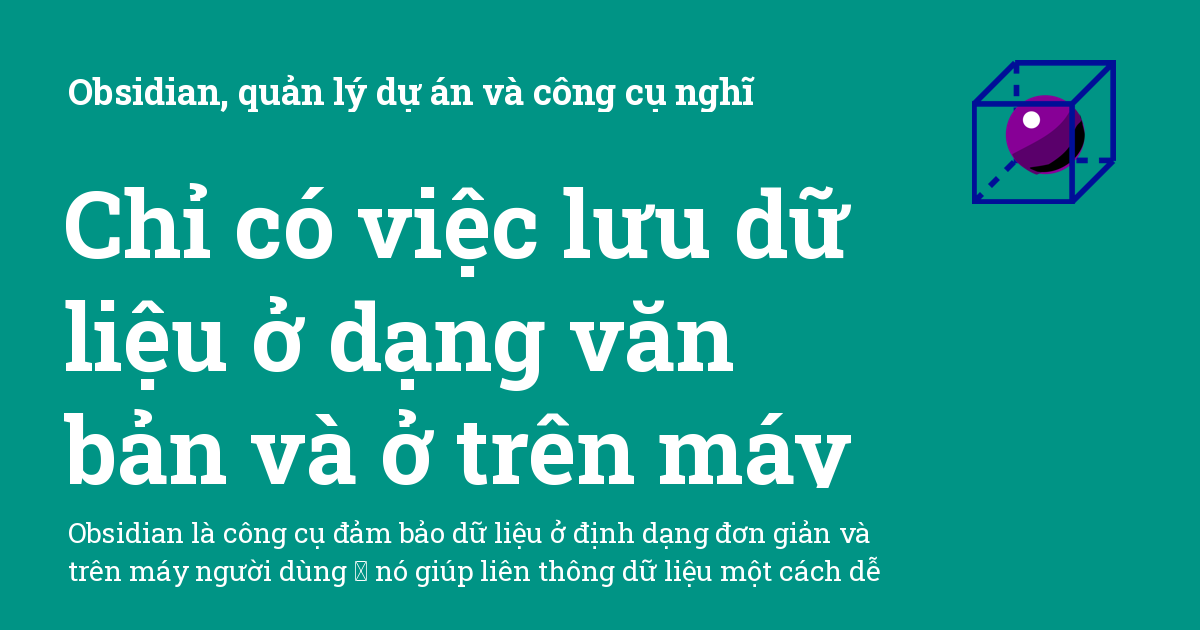 Obsidian, quản lý dự án và công cụ nghĩ
Chỉ có việc lưu dữ
liệu ở dạng văn
bản và ở trên máy
Obsidian là công cụ đảm bảo dữ liệu ở định dạng đơn giản và
trên máy người dùng  nó giúp liên thông dữ liệu một cách dễ